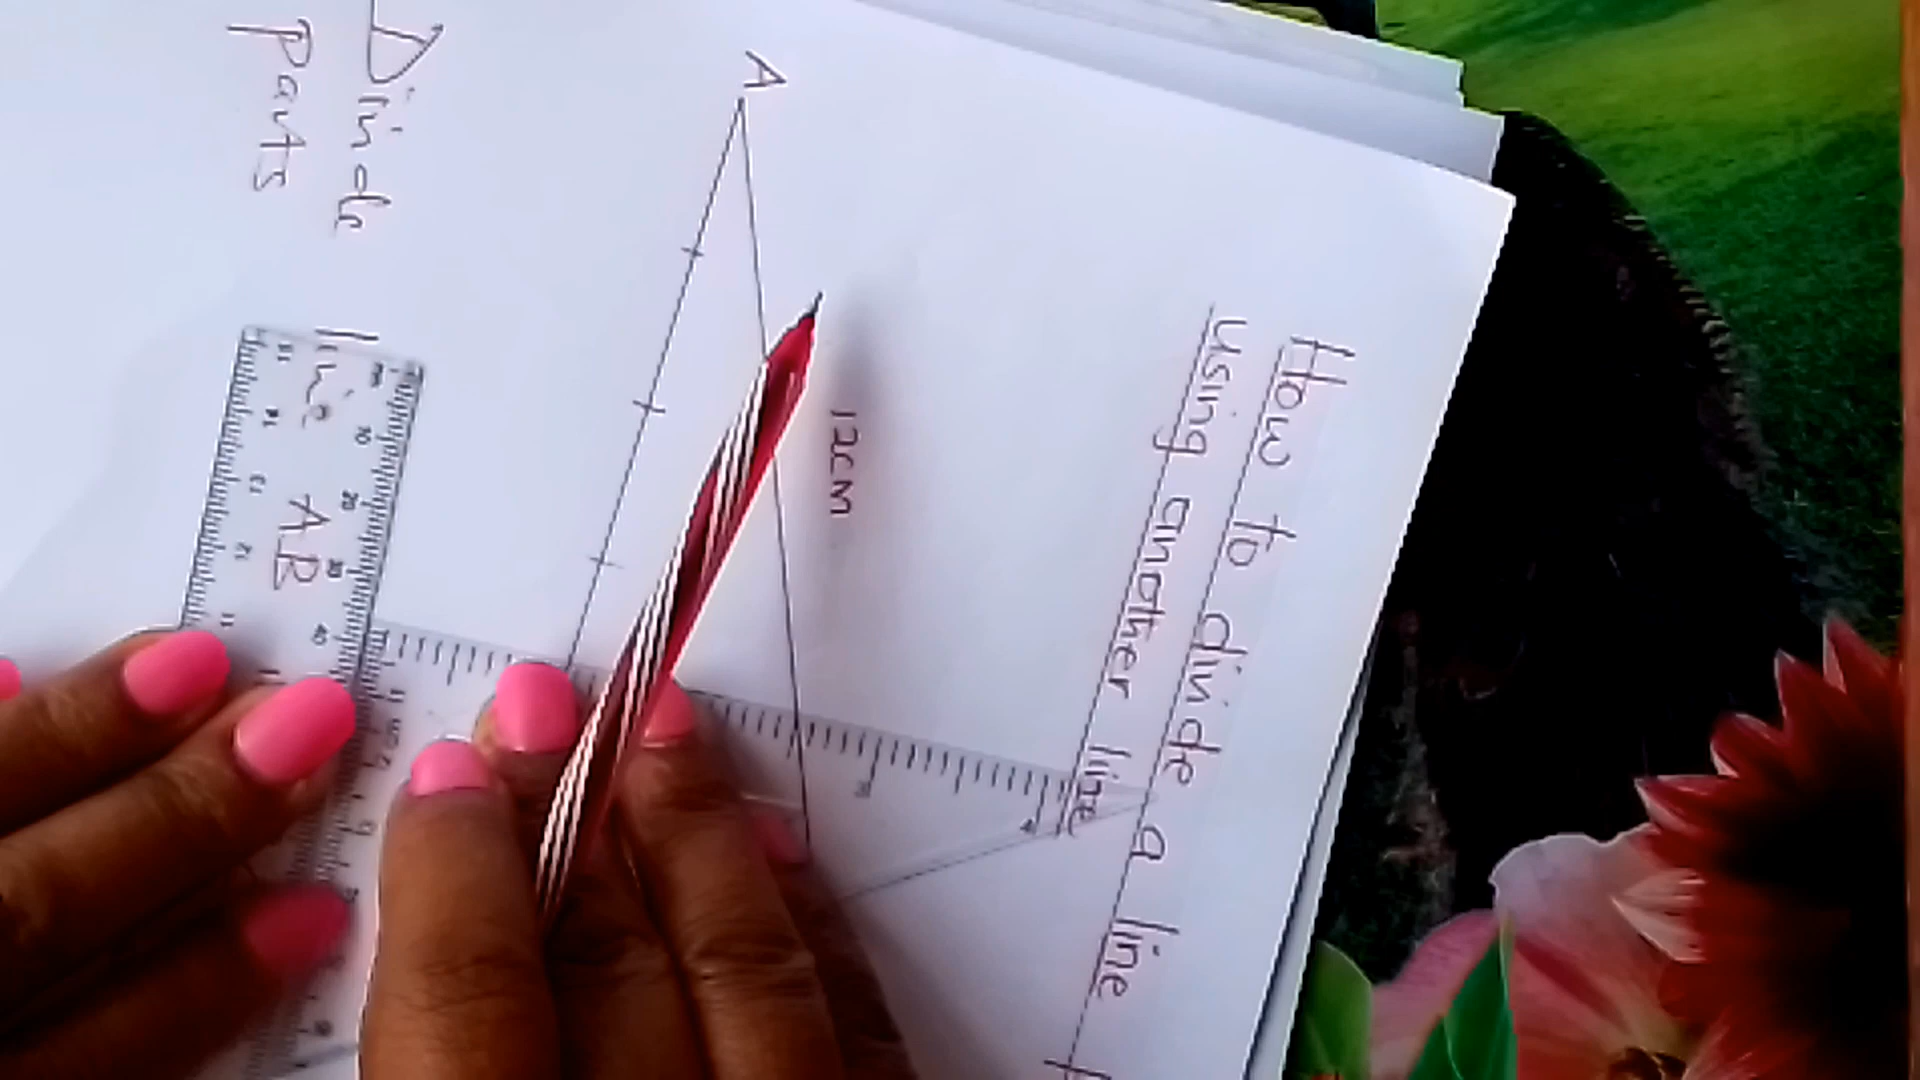 How to divide a line
using another line
A
12cm
Divide line AB
Parts